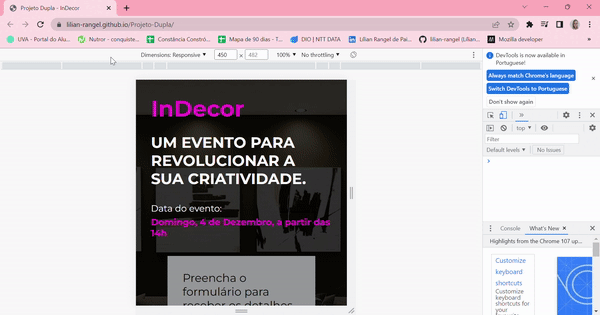 Projeto Dupla - InDecor
lilian-rangel.github.io/Projeto-Dupla/
UVA - Portal do Alu...
Nutror - conquiste...
Constância Constró...
Mapa de 90 dias - T...
DIO | NTT DATA
Lilian Rangel de Pai...
lilian-rangel (Lilian...
Mozilla developer
Dimensions: Responsive
450 × 482
100%
No throttling
DevTools is now available in Portuguese!
Always match Chrome's language
Switch DevTools to Portuguese
Don't show again
top
Filter
Default levels
No Issues
InDecor
UM EVENTO PARA
REVOLUCIONAR A
SUA CRIATIVIDADE.
Data do evento:
Domingo, 4 de Dezembro, a partir das
14h
Preencha o
formulário para
receber os detalhes
Console
What's New
Highlights from the Chrome 107 up...
Customize
keyboard
shortcuts
Customize
keyboard
shortcuts for